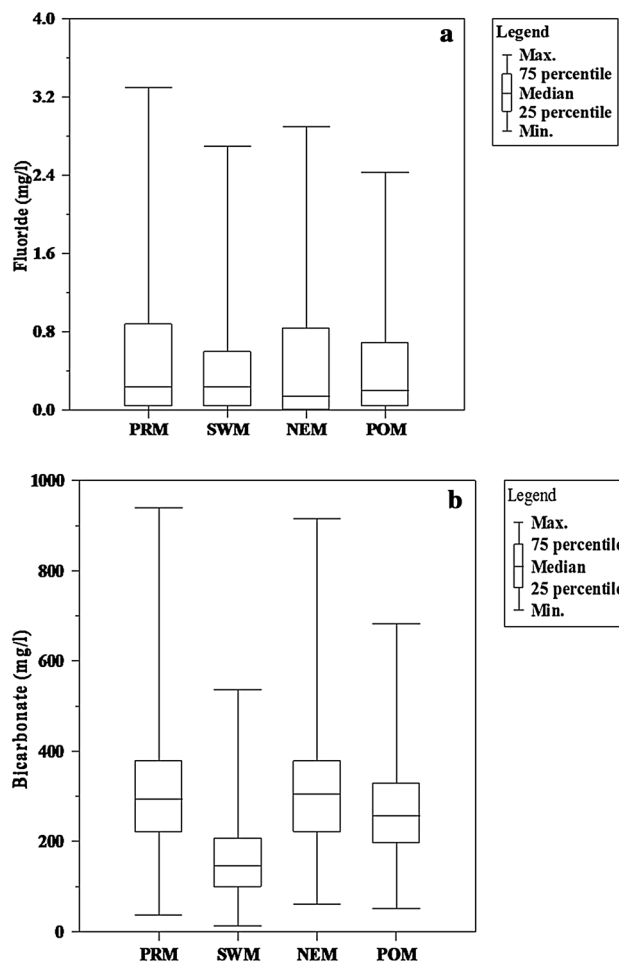 4.0
a
Legend
Max.
75 percentile
Median
25 percentile
Min.
3.2
2.4
1.6
0.8
0.0
Fluoride (mg/l)
PRM SWM NEM POM
1000
b
Legend
Max.
75 percentile
Median
25 percentile
Min.
800
600
400
200
0
Bicarbonate (mg/l)
PRM SWM NEM POM